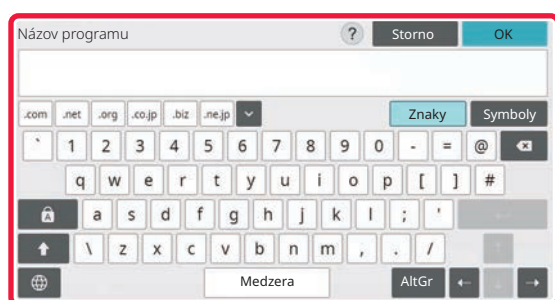 Názov programu ? Storno OK
.com .net .org .co.jp .biz .ne.jp Znaky Symboly
` 1 2 3 4 5 6 7 8 9 0 - = @
q w e r t y u i o p [ ] #
A a s d f g h j k l ; '
\ z x c v b n m , . /
Medzera AltGr